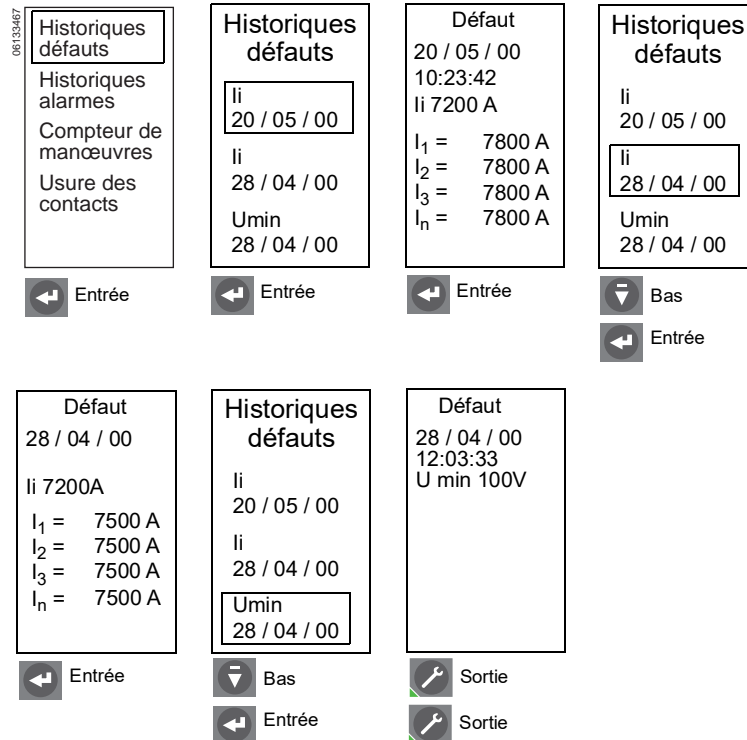 06133467
Historiques
défauts
Historiques
alarmes
Compteur de
manœuvres
Usure des
contacts
Entrée
Historiques
défauts
Ii
20 / 05 / 00
Ii
28 / 04 / 00
Umin
28 / 04 / 00
Entrée
Défaut
20 / 05 / 00
10:23:42
Ii 7200 A
I1 = 7800 A
I2 = 7800 A
I3 = 7800 A
In = 7800 A
Entrée
Historiques
défauts
Ii
20 / 05 / 00
Ii
28 / 04 / 00
Umin
28 / 04 / 00
Bas
Entrée
Défaut
28 / 04 / 00
Ii 7200A
I1 = 7500 A
I2 = 7500 A
I3 = 7500 A
In = 7500 A
Entrée
Historiques
défauts
Ii
20 / 05 / 00
Ii
28 / 04 / 00
Umin
28 / 04 / 00
Bas
Entrée
Défaut
28 / 04 / 00
12:03:33
U min 100V
Sortie
Sortie